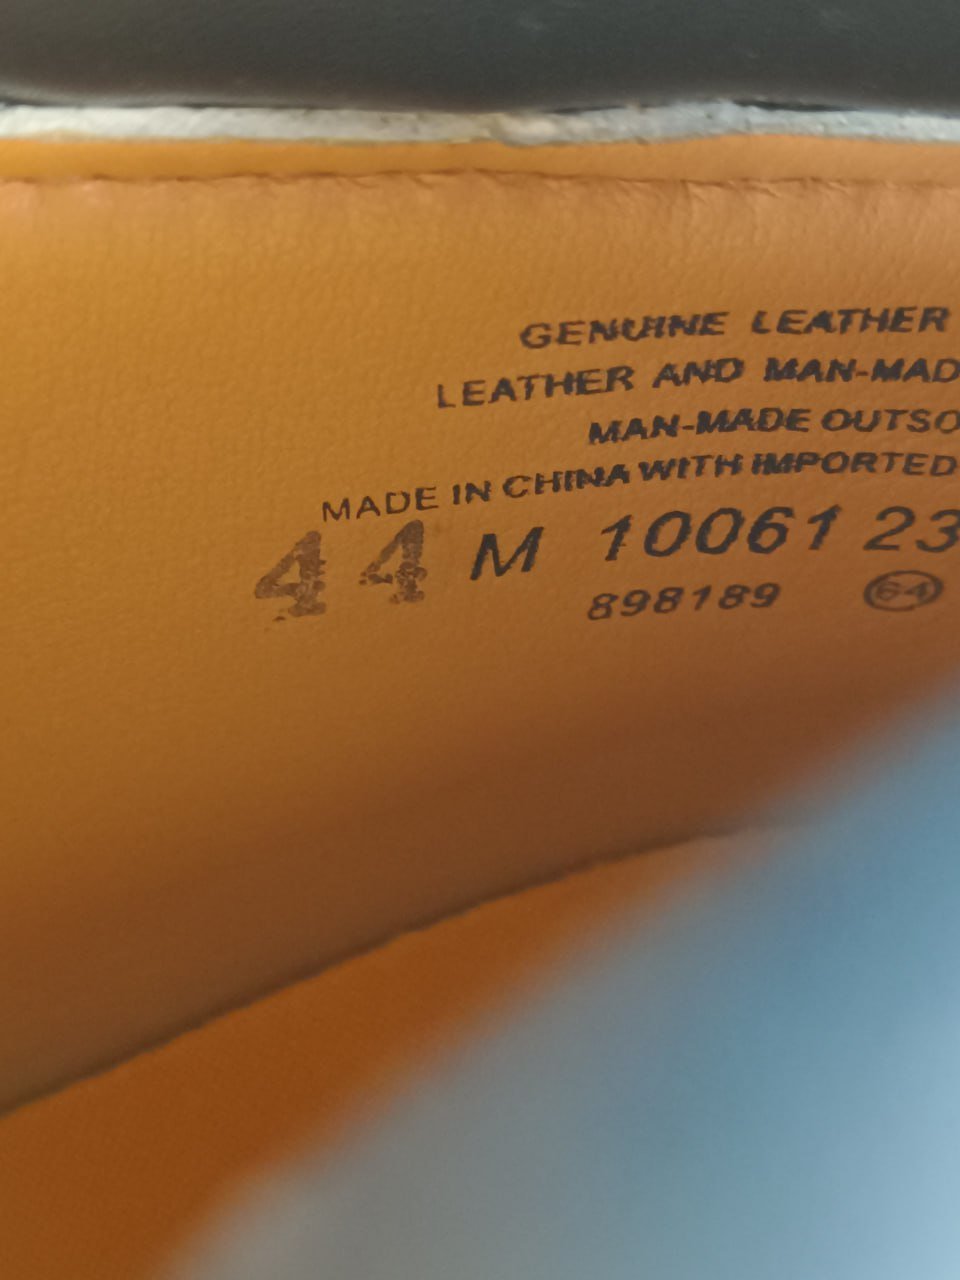 GENUINE LEATHER
LEATHER AND MAN-MAD
MAN-MADE OUTSO
MADE IN CHINA WITH IMPORTED
44 M 10061 23
898189 64